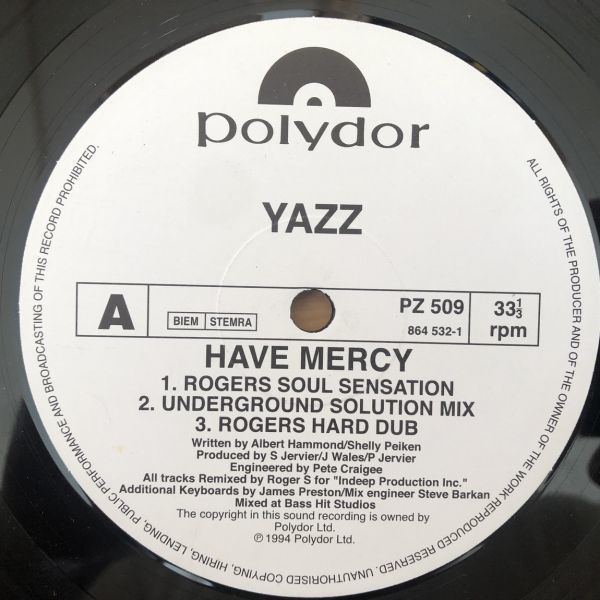 polydor
YAZZ
A
BIEM STEMRA
PZ 509
864 532-1
33 1/3
rpm
HAVE MERCY
1. ROGERS SOUL SENSATION
2. UNDERGROUND SOLUTION MIX
3. ROGERS HARD DUB
Written by Albert Hammond/Shelly Peiken
Produced by S Jervier/J Wales/P Jervier
Engineered by Pete Craigee
All tracks Remixed by Roger S for "Indeep Production Inc."
Additional Keyboards by James Preston/Mix engineer Steve Barkan
Mixed at Bass Hit Studios
The copyright in this sound recording is owned by
Polydor Ltd.
℗ 1994 Polydor Ltd.
ALL RIGHTS OF THE PRODUCER AND OF THE OWNER OF THE WORK REPRODUCED RESERVED. UNAUTHORISED COPYING, HIRING, LENDING, PUBLIC PERFORMANCE AND BROADCASTING OF THIS RECORD PROHIBITED.